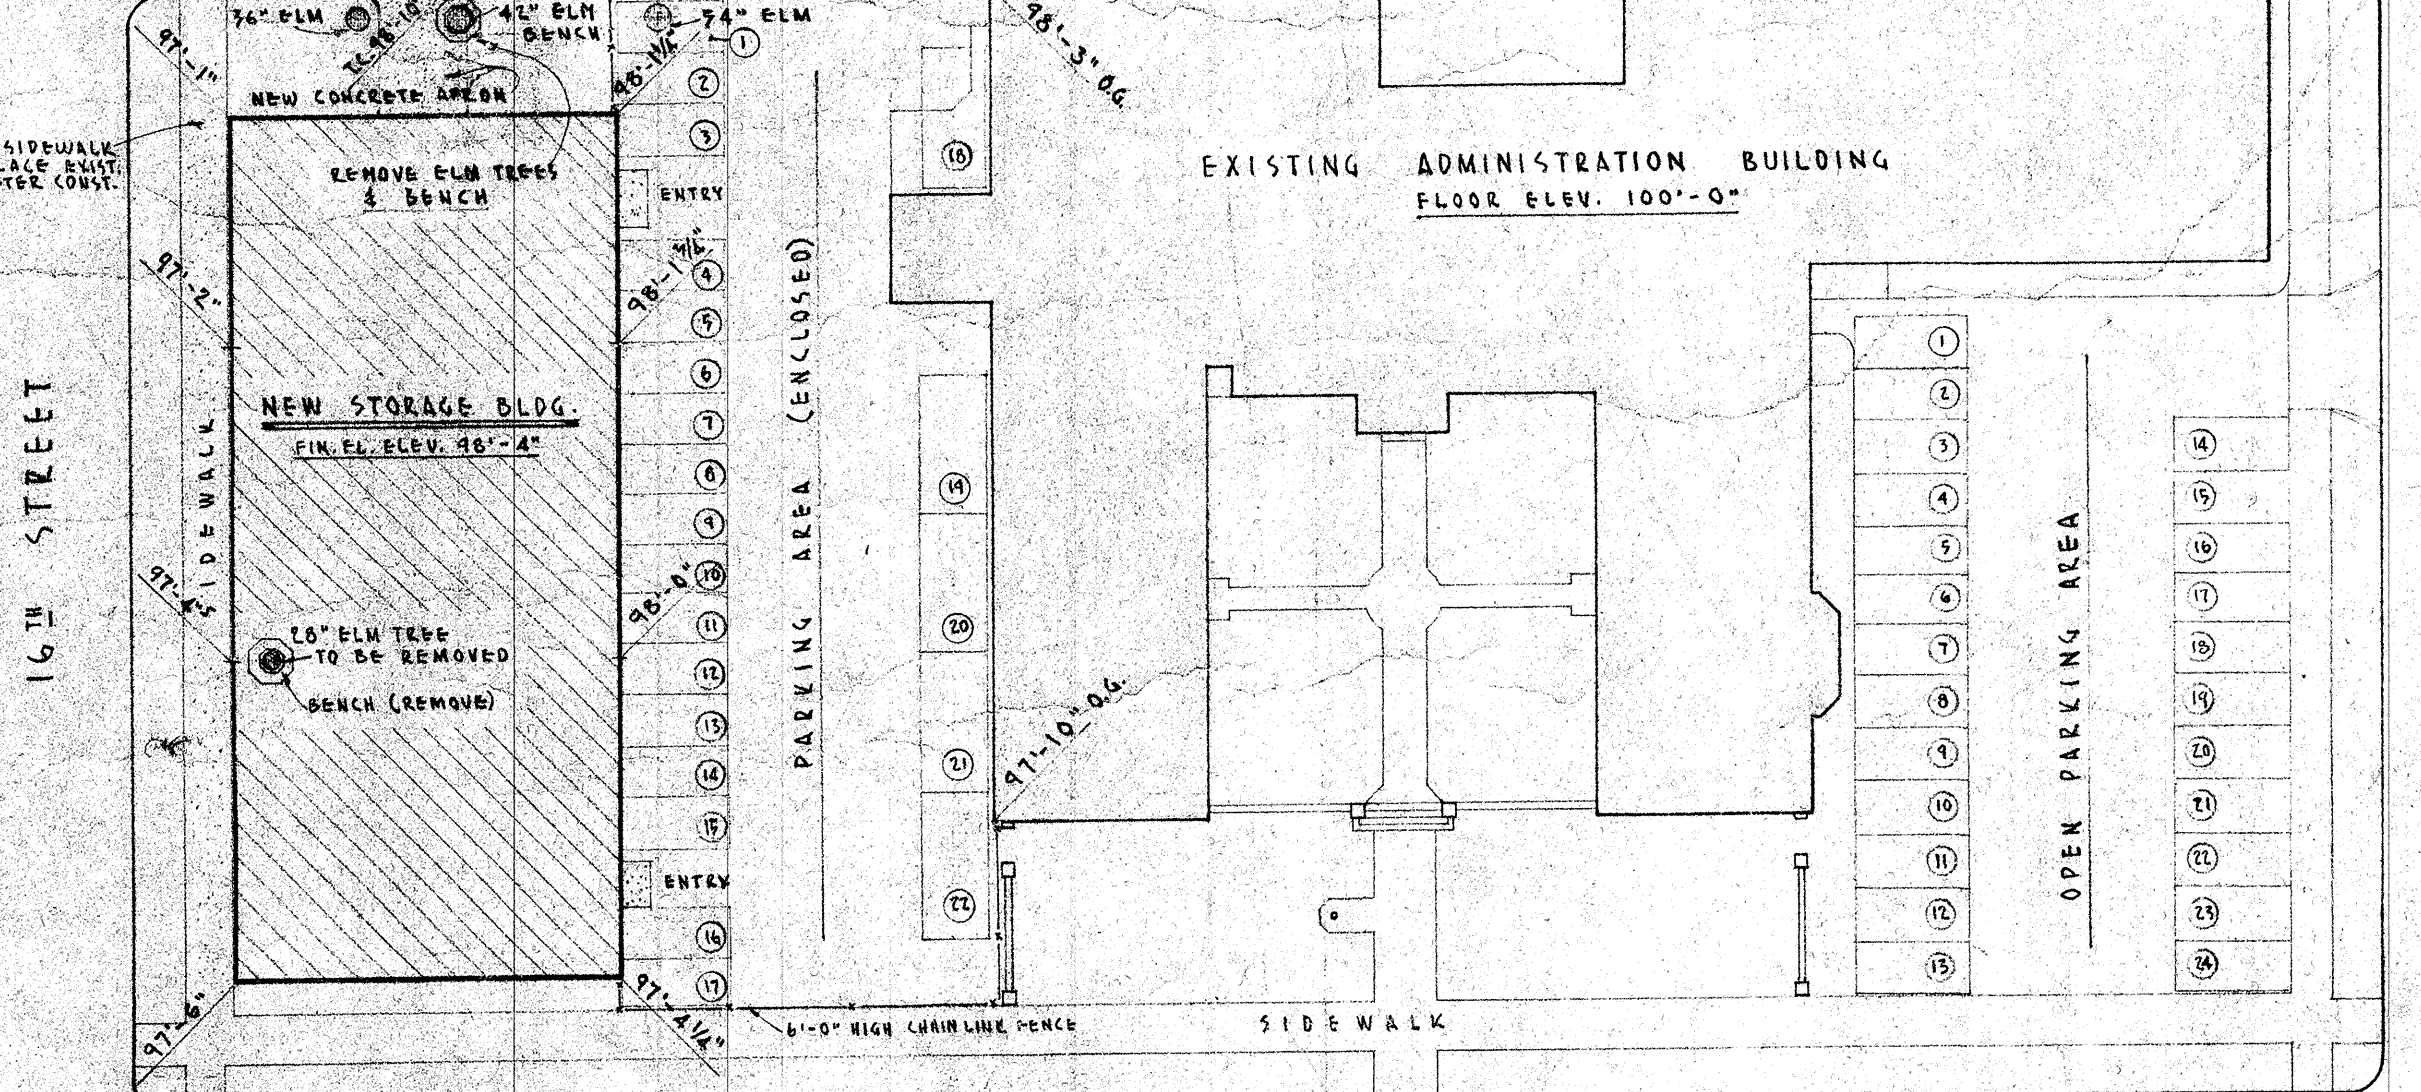 36" ELM
42" ELM
BENCH
54" ELM
97'-1"
98'-1 1/4"
98'-3" O.G.
NEW CONCRETE APRON
SIDEWALK
EXIST.
CONST.
REMOVE ELM TREES
& BENCH
ENTRY
EXISTING ADMINISTRATION BUILDING
FLOOR ELEV. 100'-0"
97'-2"
16TH STREET
SIDEWALK
NEW STORAGE BLDG.
FIN. FL. ELEV. 98'-4"
PARKING AREA (ENCLOSED)
98'-0"
28" ELM TREE
TO BE REMOVED
BENCH (REMOVE)
97'-10" O.G.
ENTRY
97'-6"
97'-4 1/4"
6'-0" HIGH CHAIN LINK FENCE
SIDEWALK
OPEN PARKING AREA
1
2
3
4
5
6
7
8
9
10
11
12
13
14
15
16
17
18
19
20
21
22
1
2
3
4
5
6
7
8
9
10
11
12
13
14
15
16
17
18
19
20
21
22
23
24